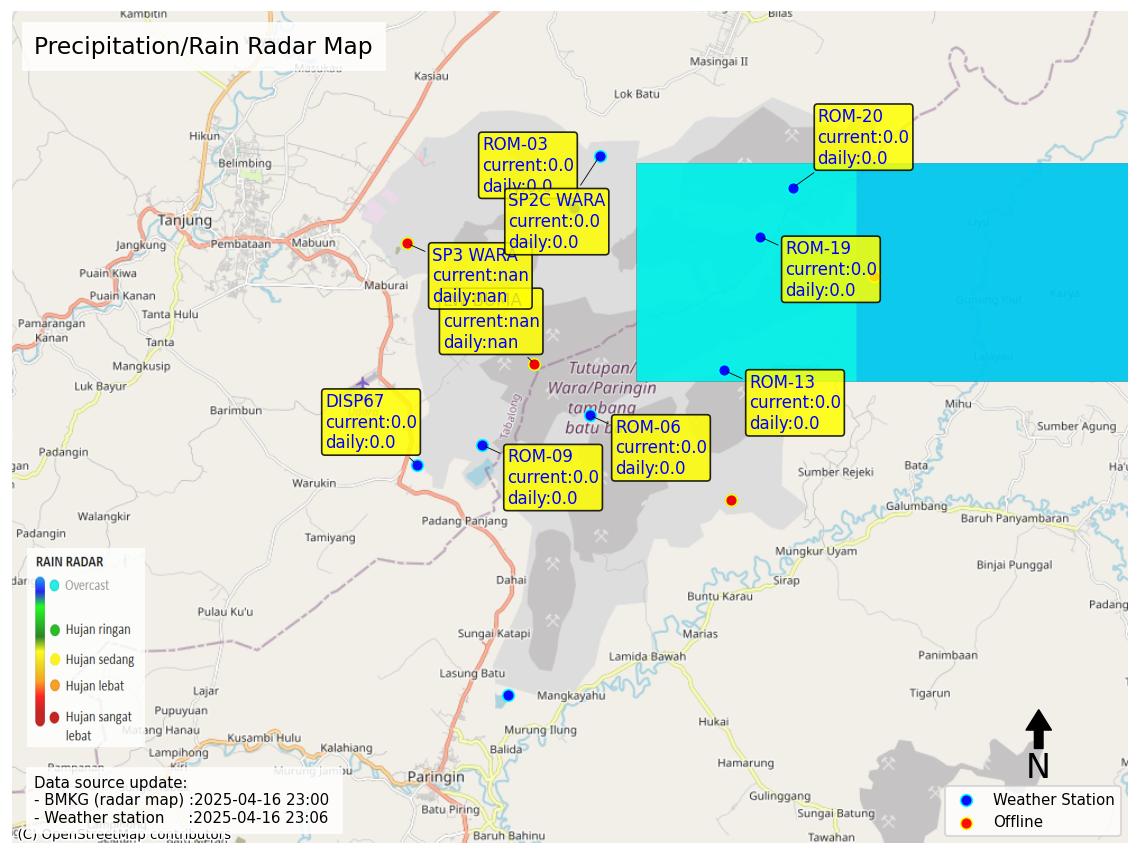 Precipitation/Rain Radar Map
Kambitin
Bilas
Masukau
Kasiau
Masingai II
Lok Batu
Hikun
Belimbing
Tanjung
Jangkung
Pembataan
Mabuun
Puain Kiwa
Puain Kanan
Maburai
Pamarangan
Kanan
Tanta Hulu
Tanta
Mangkusip
Luk Bayur
Barimbun
Padangin
Warukin
Walangkir
Padangin
Tamiyang
Padang Panjang
Tabalong
Tutupan/
Wara/Paringin
tambang
ROM-03
current:0.0
daily:0.0
SP2C WARA
current:0.0
daily:0.0
SP3 WARA
current:nan
daily:nan
current:nan
daily:nan
ROM-20
current:0.0
daily:0.0
ROM-19
current:0.0
daily:0.0
ROM-13
current:0.0
daily:0.0
ROM-06
current:0.0
daily:0.0
ROM-09
current:0.0
daily:0.0
DISP67
current:0.0
daily:0.0
Mihu
Sumber Agung
Sumber Rejeki
Bata
Galumbang
Baruh Panyambaran
Mungkur Uyam
Binjai Punggal
Sirap
Buntu Karau
Padang
Dahai
Pulau Ku'u
Sungai Katapi
Marias
Lamida Bawah
Panimbaan
Lasung Batu
Tigarun
Lajar
Pupuyuan
Matang Hanau
Mangkayahu
Hukai
Murung Ilung
Kusambi Hulu
Lampihong
Kalahiang
Balida
Hamarung
Murung Jambu
Paringin
Gulinggang
Batu Piring
Sungai Batung
Baruh Bahinu
Tawahan
RAIN RADAR
Overcast
Hujan ringan
Hujan sedang
Hujan lebat
Hujan sangat
lebat
Data source update:
- BMKG (radar map) :2025-04-16 23:00
- Weather station :2025-04-16 23:06
(C) OpenStreetMap contributors
N
Weather Station
Offline